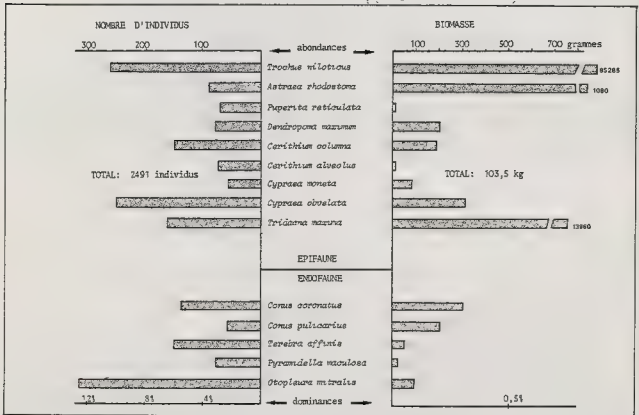 NOMBRE D'INDIVIDUS BIOMASSE
300 200 100 abondances 100 300 500 700 grammes
Trochus niloticus 85285
Astraea rhodostoma 1080
Puperita reticulata
Dendropoma maximum
Cerithium columna
Cerithium alveolus
TOTAL: 2491 individus TOTAL: 103,5 kg
Cypraea moneta
Cypraea obvelata
Tridacna maxima 13860
EPIFAUNE
ENDOFAUNE
Conus coronatus
Conus pulicarius
Terebra affinis
Pyramidella maculosa
Otopleura mitralis
12% 8% 4% dominances 0,5%